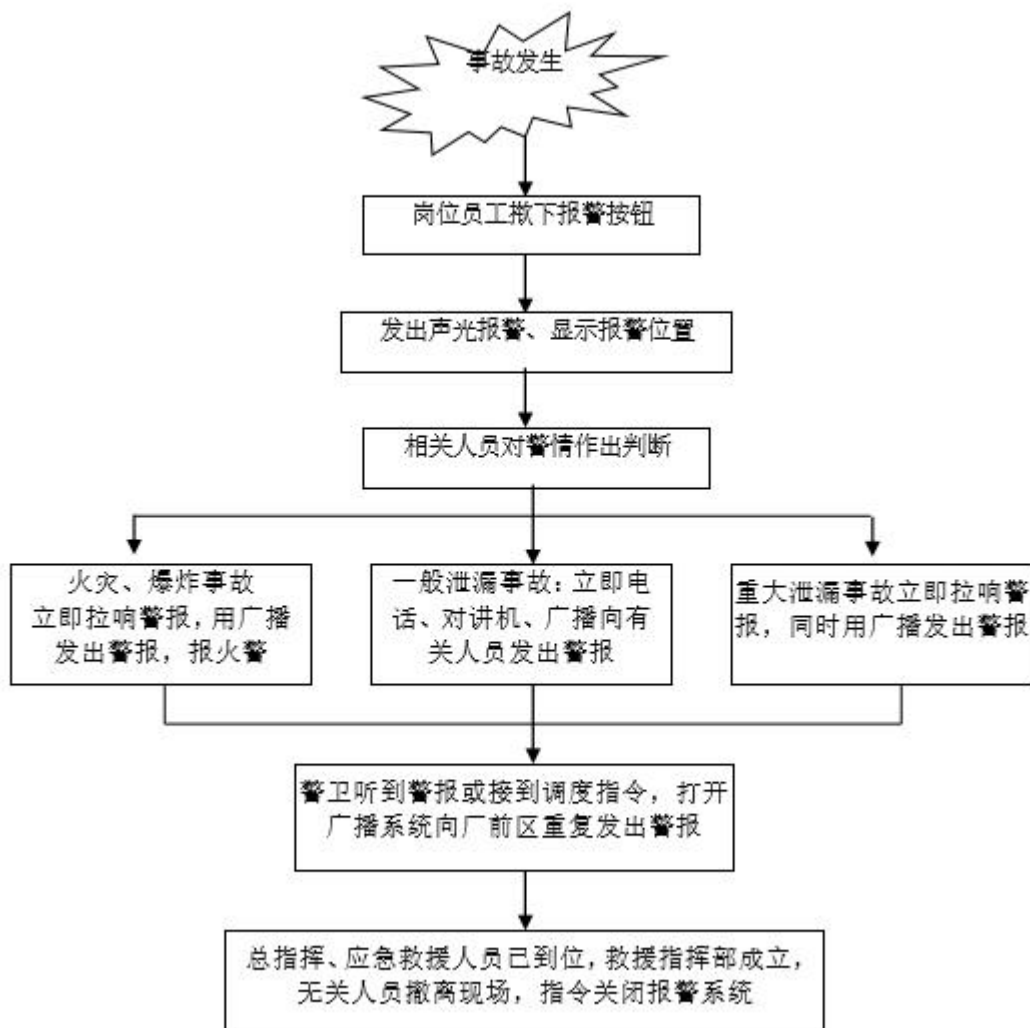 事故发生
岗位员工揿下报警按钮
发出声光报警、显示报警位置
相关人员对警情作出判断
火灾、爆炸事故
立即拉响警报，用广播
发出警报，报火警
一般泄漏事故：立即电
话、对讲机、广播向有
关人员发出警报
重大泄漏事故立即拉响警
报，同时用广播发出警报
警卫听到警报或接到调度指令，打开
广播系统向厂前区重复发出警报
总指挥、应急救援人员已到位，救援指挥部成立，
无关人员撤离现场，指令关闭报警系统